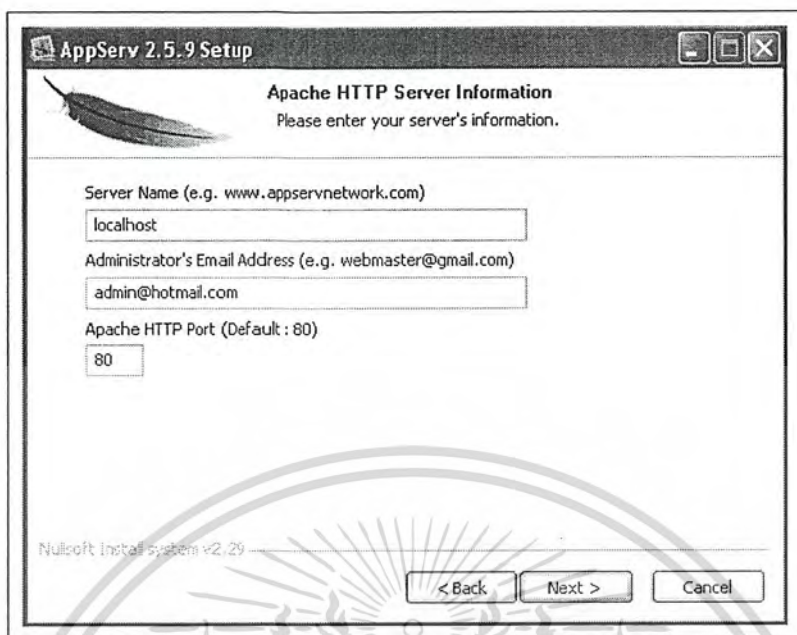 AppServ 2.5.9 Setup
Apache HTTP Server Information
Please enter your server's information.
Server Name (e.g. www.appservnetwork.com)
localhost
Administrator's Email Address (e.g. webmaster@gmail.com)
admin@hotmail.com
Apache HTTP Port (Default : 80)
80
Nullsoft Install system v2.29
< Back Next > Cancel